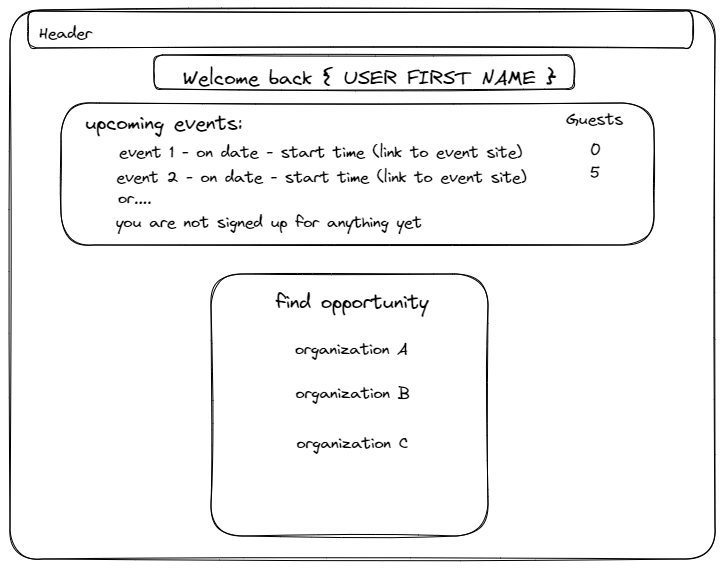 Header
Welcome back { USER FIRST NAME }
upcoming events: Guests
event 1 - on date - start time (link to event site) 0
event 2 - on date - start time (link to event site) 5
or....
you are not signed up for anything yet
find opportunity
organization A
organization B
organization C